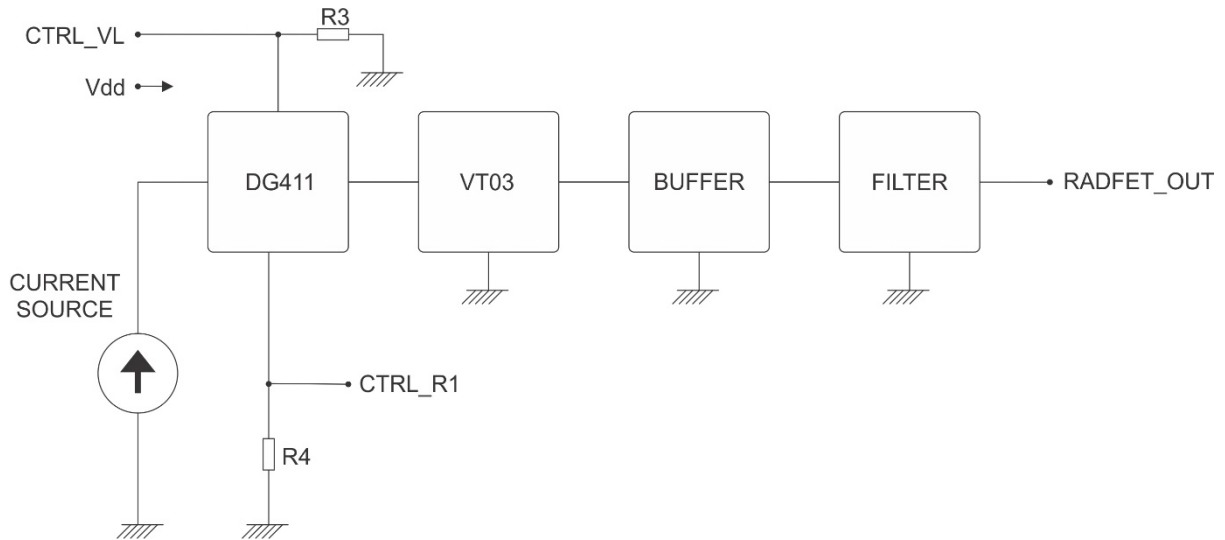 R3
CTRL_VL
Vdd
DG411
VT03
BUFFER
FILTER
RADFET_OUT
CURRENT
SOURCE
CTRL_R1
R4